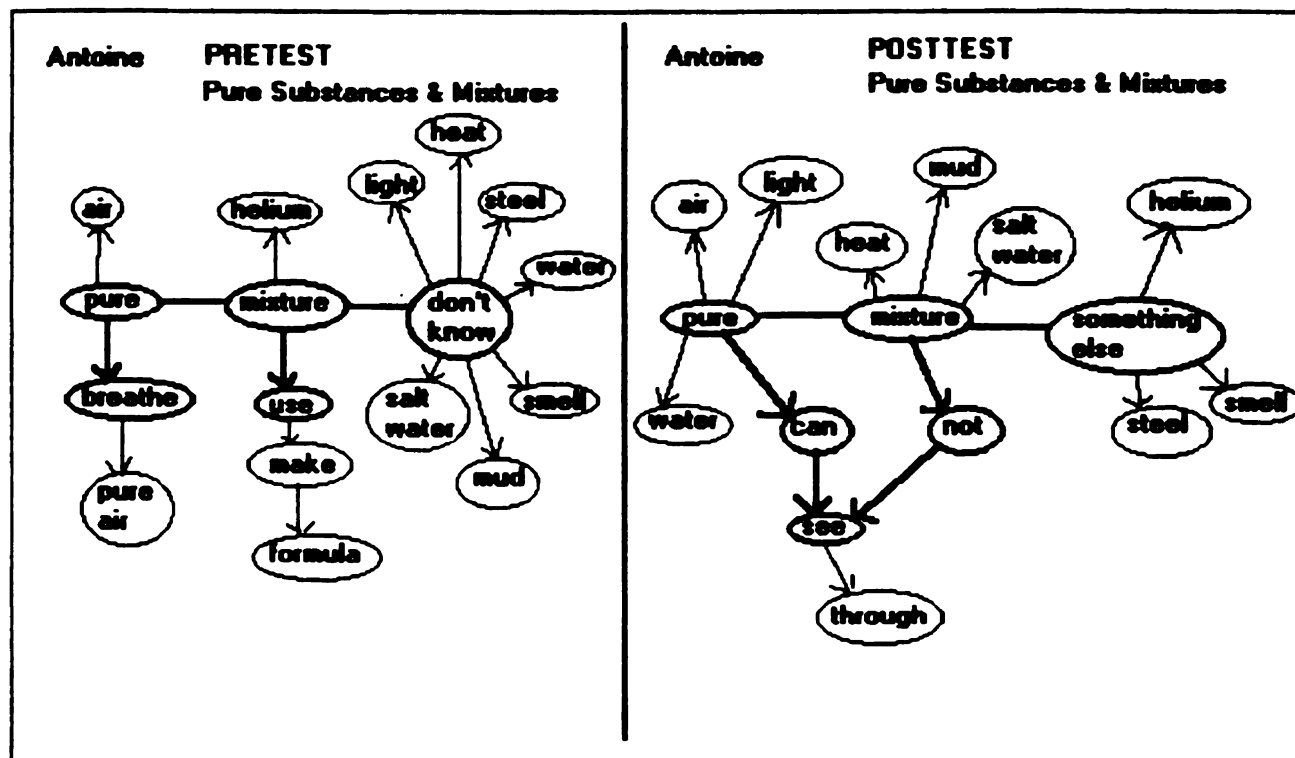 Antoine PRETEST
Pure Substances & Mixtures
heat
light
steel
air
helium
water
pure
mixture
don't
know
breathe
use
salt
water
smell
make
mud
pure
air
formula
Antoine POSTTEST
Pure Substances & Mixtures
mud
light
helium
air
salt
water
heat
pure
mixture
something
else
water
can
not
steel
smell
see
through